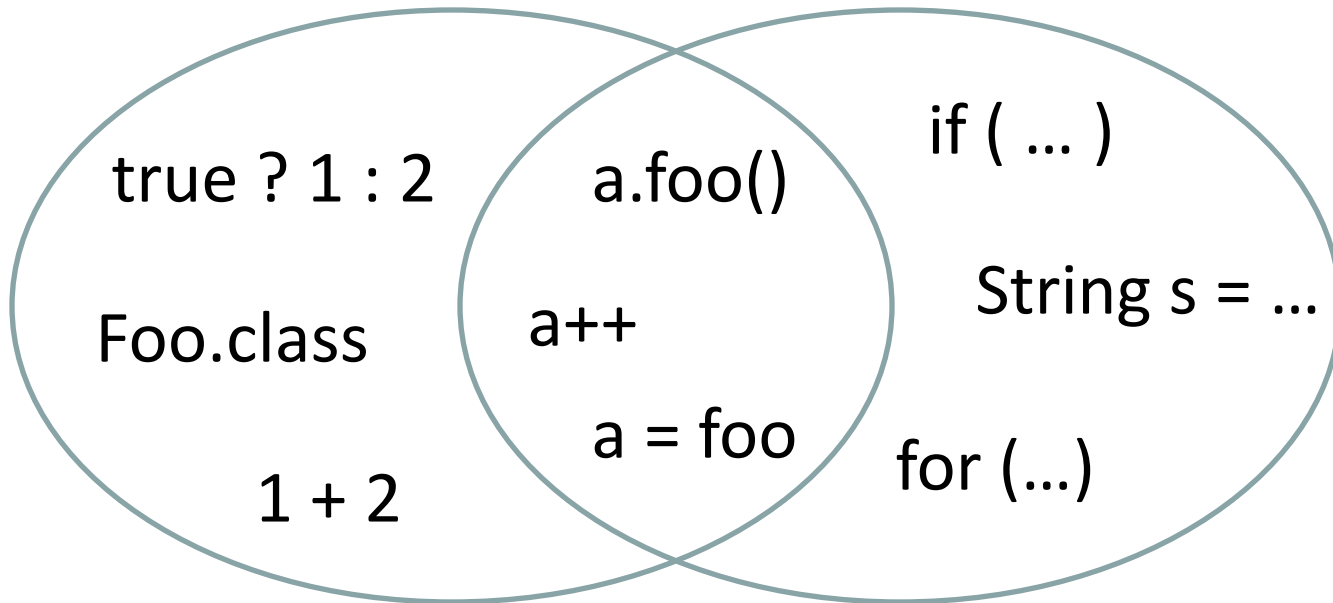 true ? 1 : 2
Foo.class
1 + 2
a.foo()
a++
a = foo
if ( … )
String s = …
for (…)